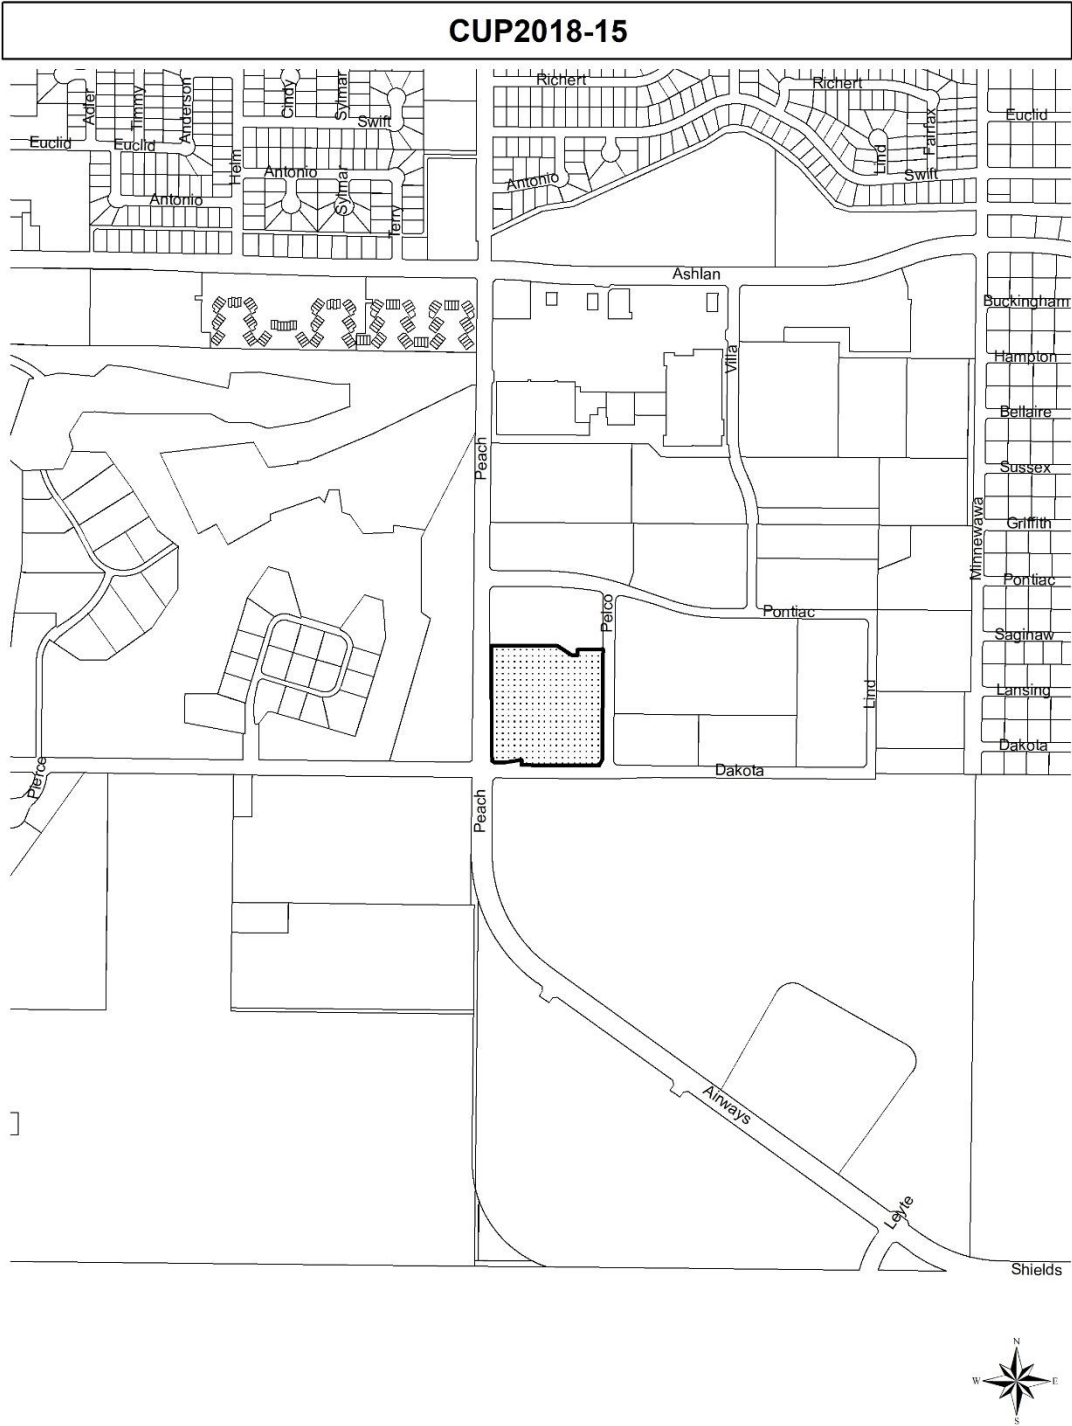 CUP2018-15
Richert
Richert
Adler
Timmy
Anderson
Cindy
Sylmar
Swift
Euclid
Euclid
Euclid
Fairfax
Lind
Helm
Antonio
Sylmar
Antonio
Swift
Antonio
Terry
Ashlan
Buckingham
Villa
Hampton
Bellaire
Peach
Sussex
Minnewawa
Griffith
Pontiac
Pelco
Pontiac
Saginaw
Lind
Lansing
Dakota
Pierce
Dakota
Peach
Airways
Leyte
Shields
N
W
E
S